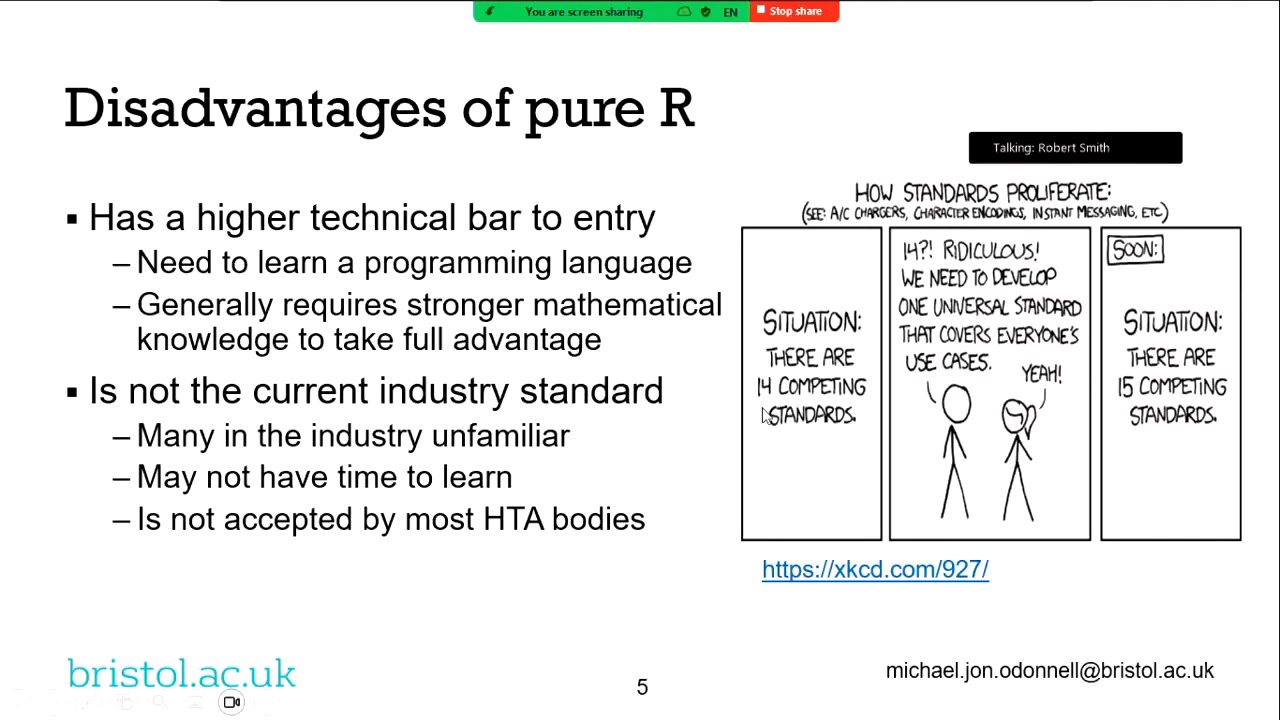 You are screen sharing
EN
Stop share
Disadvantages of pure R
Talking: Robert Smith
▪ Has a higher technical bar to entry
– Need to learn a programming language
– Generally requires stronger mathematical
knowledge to take full advantage
▪ Is not the current industry standard
– Many in the industry unfamiliar
– May not have time to learn
– Is not accepted by most HTA bodies
HOW STANDARDS PROLIFERATE:
(SEE: A/C CHARGERS, CHARACTER ENCODINGS, INSTANT MESSAGING, ETC.)
SITUATION:
THERE ARE
14 COMPETING
STANDARDS.
14?! RIDICULOUS!
WE NEED TO DEVELOP
ONE UNIVERSAL STANDARD
THAT COVERS EVERYONE'S
USE CASES.
YEAH!
SOON:
SITUATION:
THERE ARE
15 COMPETING
STANDARDS.
https://xkcd.com/927/
bristol.ac.uk
5
michael.jon.odonnell@bristol.ac.uk